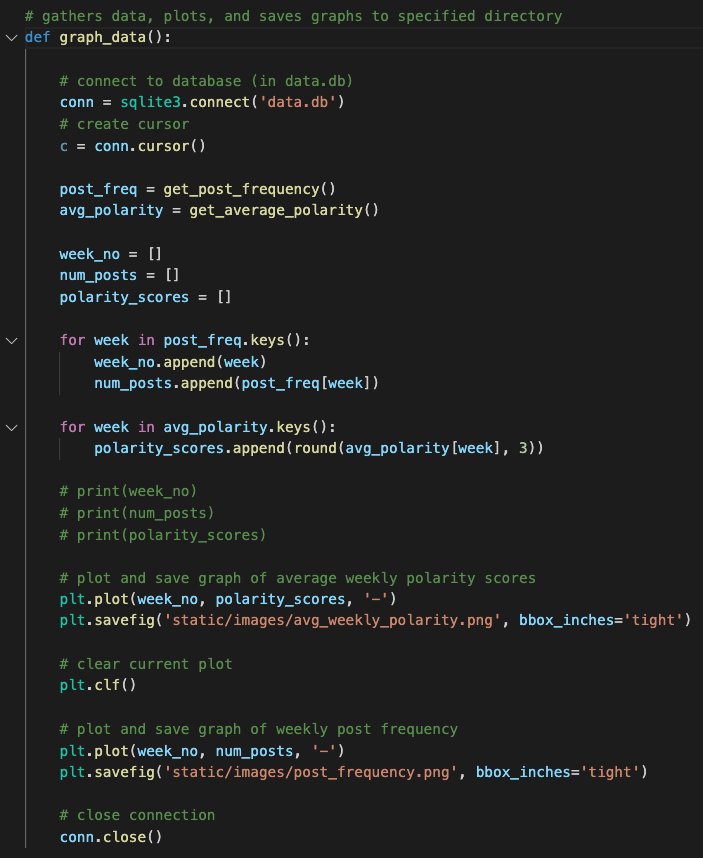 # gathers data, plots, and saves graphs to specified directory
def graph_data():
    # connect to database (in data.db)
    conn = sqlite3.connect('data.db')
    # create cursor
    c = conn.cursor()
    post_freq = get_post_frequency()
    avg_polarity = get_average_polarity()
    week_no = []
    num_posts = []
    polarity_scores = []
    for week in post_freq.keys():
        week_no.append(week)
        num_posts.append(post_freq[week])
    for week in avg_polarity.keys():
        polarity_scores.append(round(avg_polarity[week], 3))
    # print(week_no)
    # print(num_posts)
    # print(polarity_scores)
    # plot and save graph of average weekly polarity scores
    plt.plot(week_no, polarity_scores, '-')
    plt.savefig('static/images/avg_weekly_polarity.png', bbox_inches='tight')
    # clear current plot
    plt.clf()
    # plot and save graph of weekly post frequency
    plt.plot(week_no, num_posts, '-')
    plt.savefig('static/images/post_frequency.png', bbox_inches='tight')
    # close connection
    conn.close()